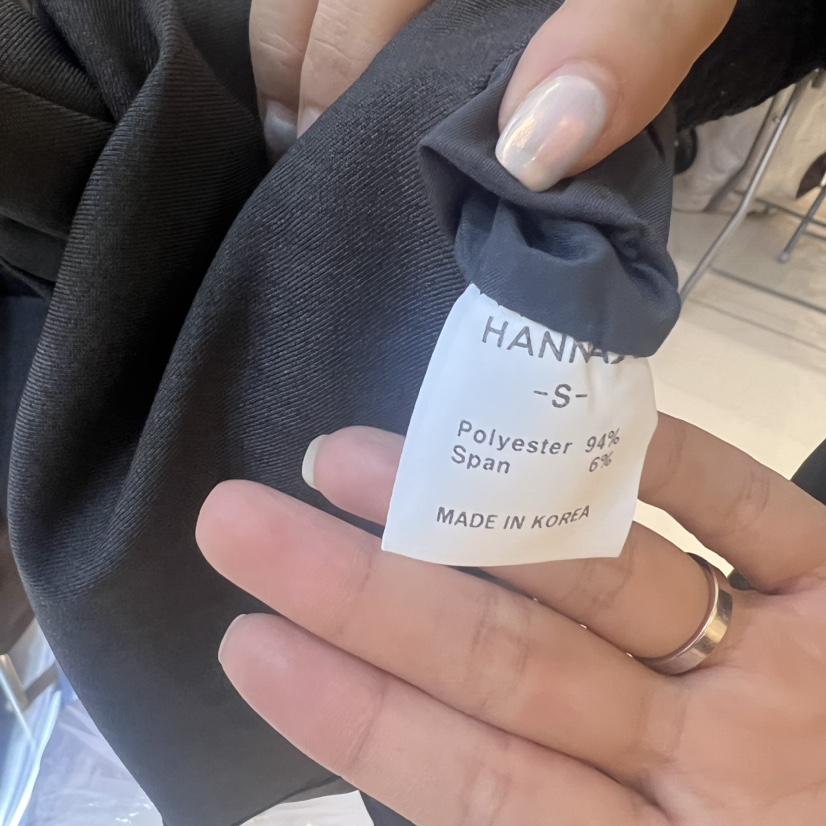 -S-
Polyester 94%
Span 6%
MADE IN KOREA